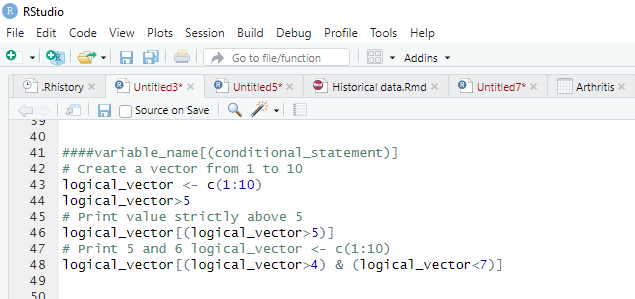 RStudio
File Edit Code View Plots Session Build Debug Profile Tools Help
Go to file/function Addins
.Rhistory Untitled3* Untitled5* Historical data.Rmd Untitled7* Arthritis
Source on Save
39
40
41 ####variable_name[(conditional_statement)]
42 # Create a vector from 1 to 10
43 logical_vector <- c(1:10)
44 logical_vector>5
45 # Print value strictly above 5
46 logical_vector[(logical_vector>5)]
47 # Print 5 and 6 logical_vector <- c(1:10)
48 logical_vector[(logical_vector>4) & (logical_vector<7)]
49
50